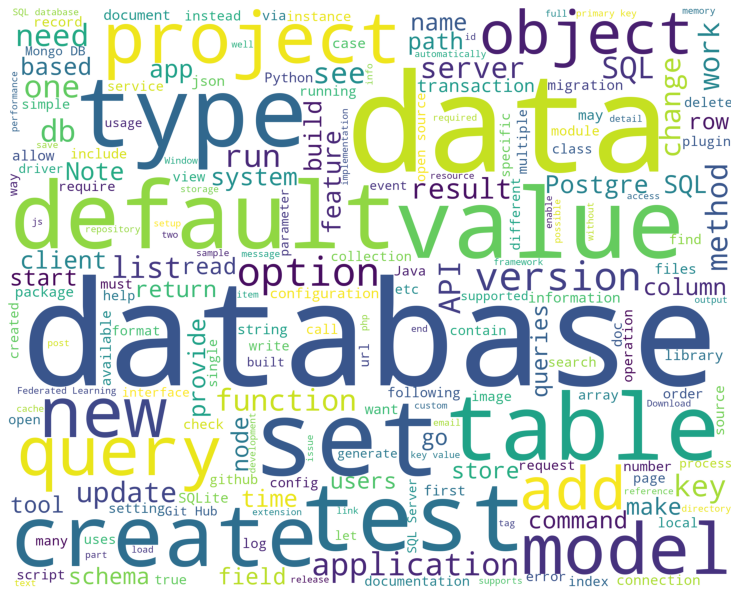 SQL database
document
instead
via
instance
full
primary key
memory
record
project
name
object
id
automatically
well
Mongo DB
need
case
path
work
based
app
json
Python
see
server
SQL
one
service
running
transaction
migration
delete
performance
simple
type
data
change
db
usage
build
open source
required
may
detail
row
allow
include
module
class
plugin
driver
Note
run
feature
implementation
specific
multiple
Window
way
require
view
system
event
result
resource
Postgre SQL
access
method
storage
parameter
default
value
different
enable
possible
without
js
repository
setup
two
find
client
sample
message
collection
framework
start
list
read
option
Java
API
version
files
package
must
item
configuration
etc
supported
information
column
output
help
return
database
created
available
format
string
call
url
php
end
contain
queries
doc
operation
search
library
post
single
write
built
provide
Federated Learning
interface
function
following
image
array
order
Download
source
cache
new
check
want
custom
open
set
table
development
issue
email
node
go
request
number
page
process
query
generate
key value
store
reference
directory
github
users
config
SQL Server
first
add
key
tool
update
SQLite
time
setting
Git Hub
extension
link
tag
make
local
many
uses
create
log
let
test
command
model
part
load
application
script
schema
true
field
release
documentation
supports
error
index
connection
text
info